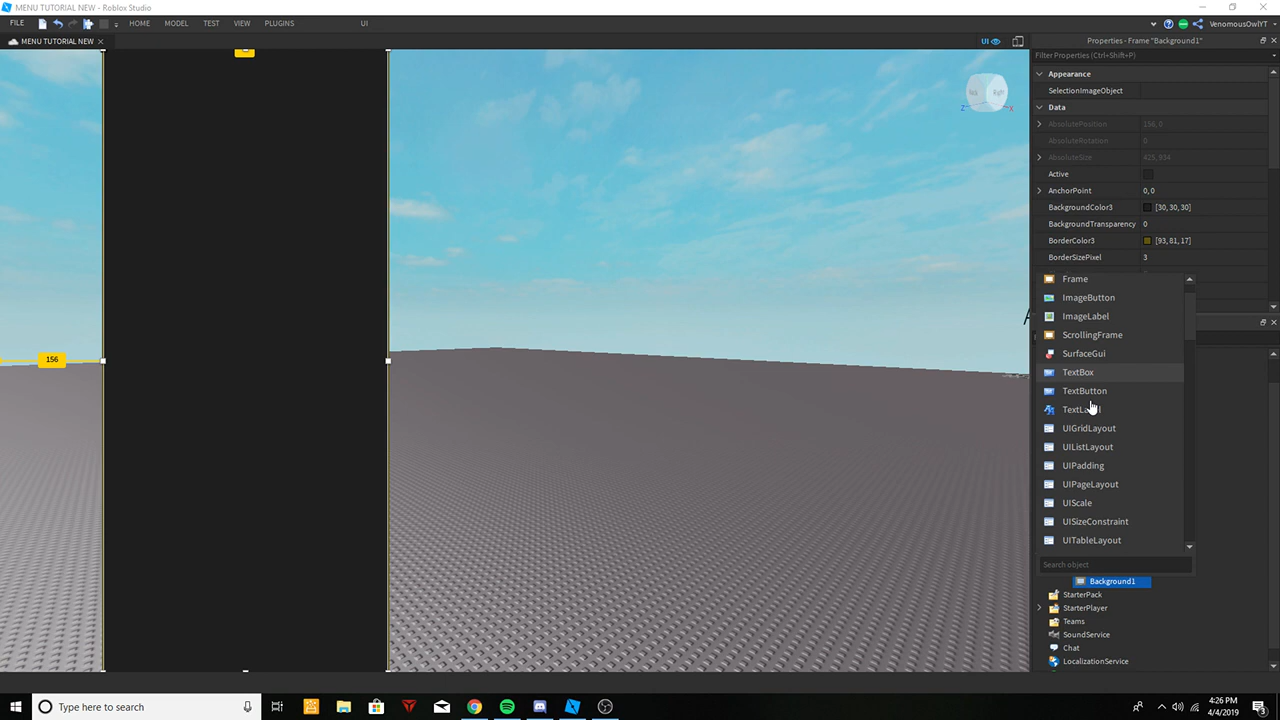 MENU TUTORIAL NEW - Roblox Studio
FILE HOME MODEL TEST VIEW PLUGINS UI VenomousOwlYT
MENU TUTORIAL NEW UI Properties - Frame "Background1"
Filter Properties (Ctrl+Shift+P)
Appearance
SelectionImageObject
Right
Z X
Data
AbsolutePosition 156, 0
AbsoluteRotation 0
AbsoluteSize 425, 934
Active
AnchorPoint 0, 0
BackgroundColor3 [30, 30, 30]
BackgroundTransparency 0
BorderColor3 [93, 81, 17]
BorderSizePixel 3
Frame
ImageButton
ImageLabel
ScrollingFrame
SurfaceGui
156
TextBox
TextButton
UIGridLayout
UIListLayout
UIPadding
UIPageLayout
UIScale
UISizeConstraint
UITableLayout
Search object
Background1
StarterPack
StarterPlayer
Teams
SoundService
Chat
LocalizationService
Type here to search
4:26 PM
4/4/2019
3